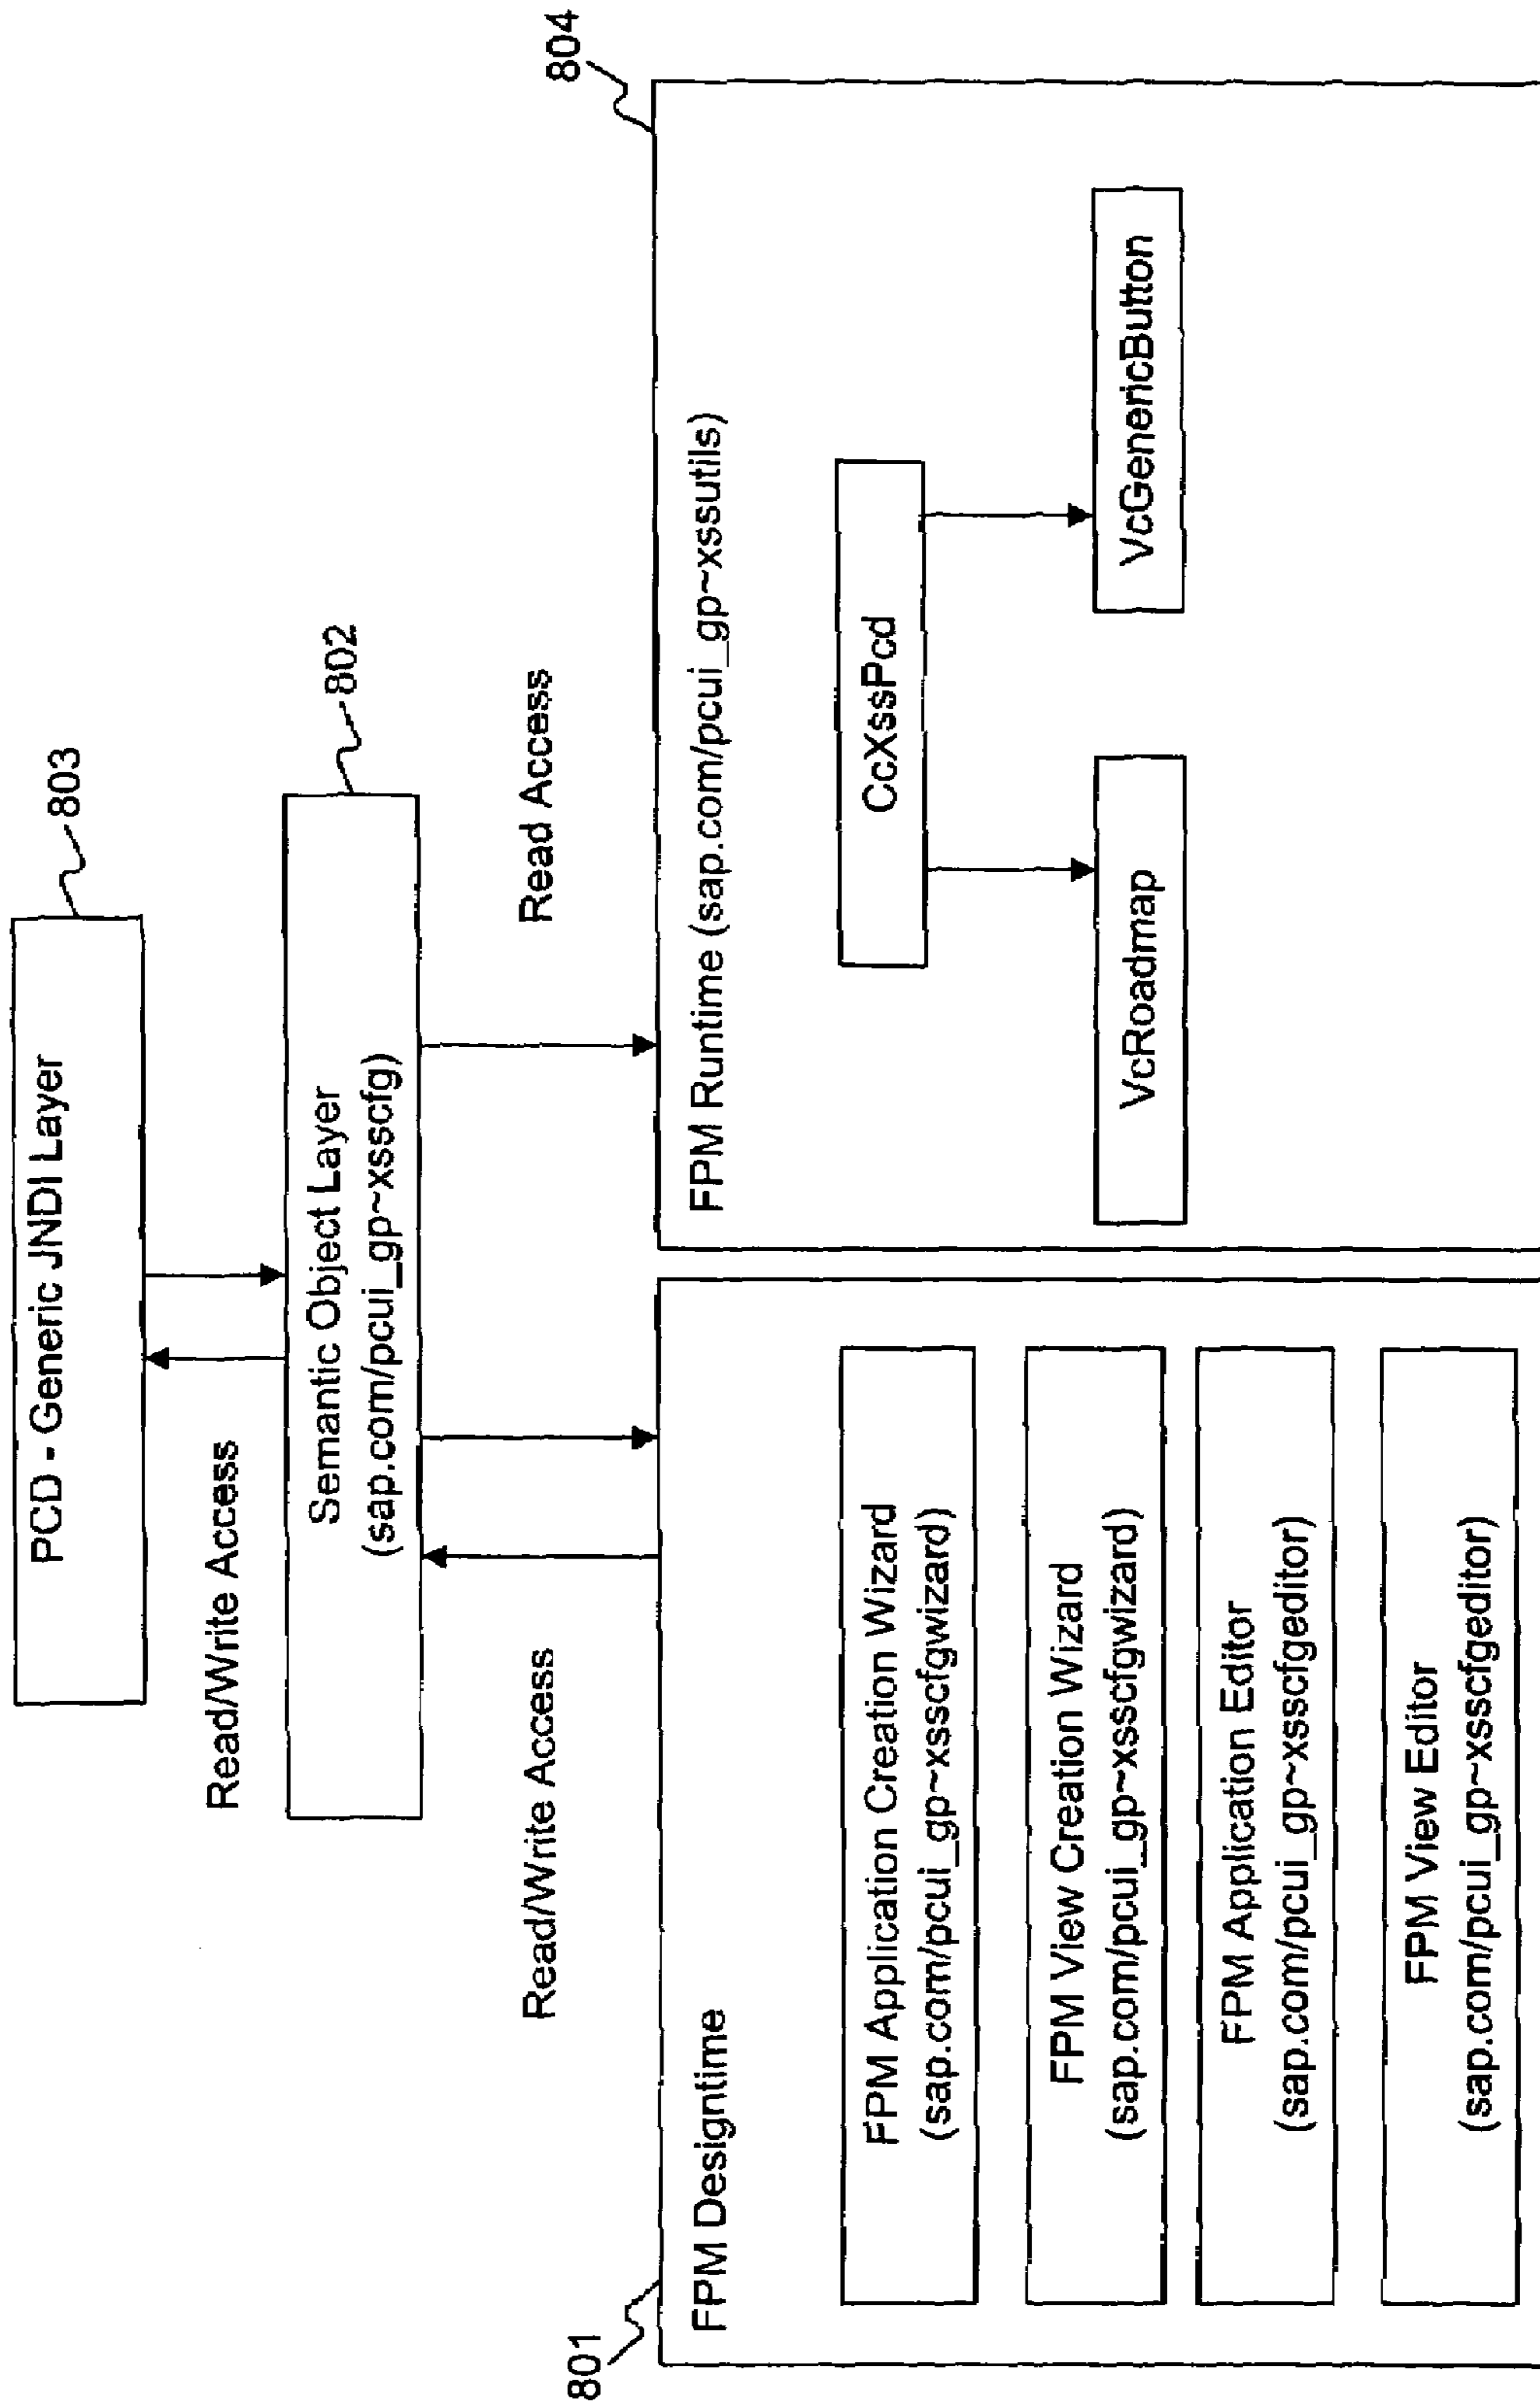 PCD - Generic JNDI Layer
803
Read/Write Access
Semantic Object Layer
(sap.com/pcui_gp~xsscfg)
802
Read/Write Access
Read Access
801
FPM Designtime
FPM Application Creation Wizard
(sap.com/pcui_gp~xsscfgwizard)
FPM View Creation Wizard
(sap.com/pcui_gp~xsscfgwizard)
FPM Application Editor
(sap.com/pcui_gp~xsscfgeditor)
FPM View Editor
(sap.com/pcui_gp~xsscfgeditor)
804
FPM Runtime (sap.com/pcui_gp~xssutils)
CcXssPcd
VcRoadmap
VcGenericButton